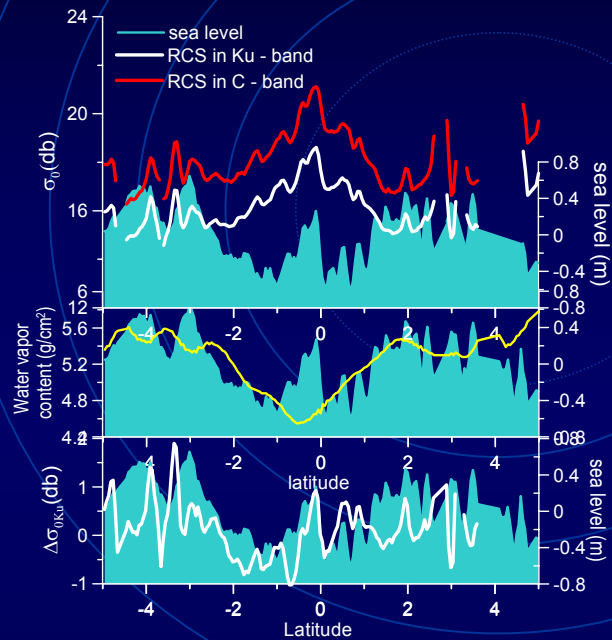 24
sea level
RCS in Ku - band
RCS in C - band
20
σ₀(db)
16
6
12
0.8
0.4
0
-0.4
-0.8
sea level (m)
Water vapor
content (g/cm²)
5.6
5.2
4.8
-4 -2 0 2 4
0.4
0
-0.4
-0.8
-4 -2 0 2 4
latitude
Δσ₀Ku(db)
1
0
-1
0.4
0
-0.4
-0.8
sea level (m)
-4 -2 0 2 4
Latitude